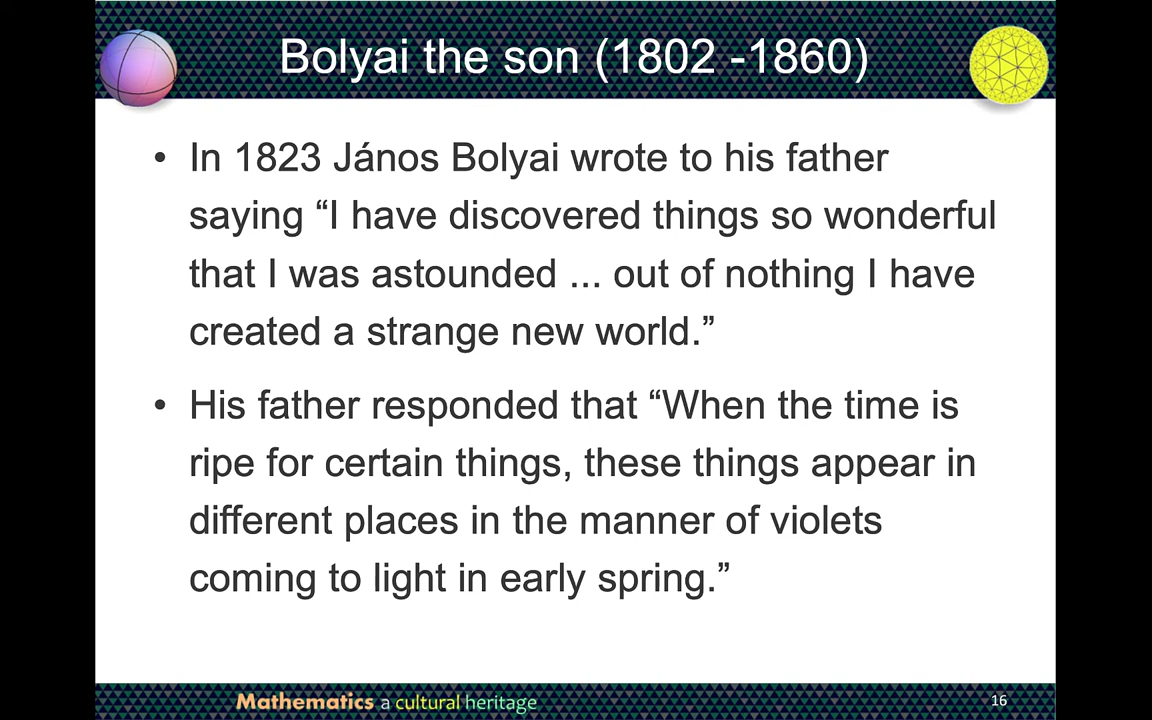 Bolyai the son (1802 -1860)
• In 1823 János Bolyai wrote to his father
saying “I have discovered things so wonderful
that I was astounded ... out of nothing I have
created a strange new world.”
• His father responded that “When the time is
ripe for certain things, these things appear in
different places in the manner of violets
coming to light in early spring.”
Mathematics a cultural heritage
16